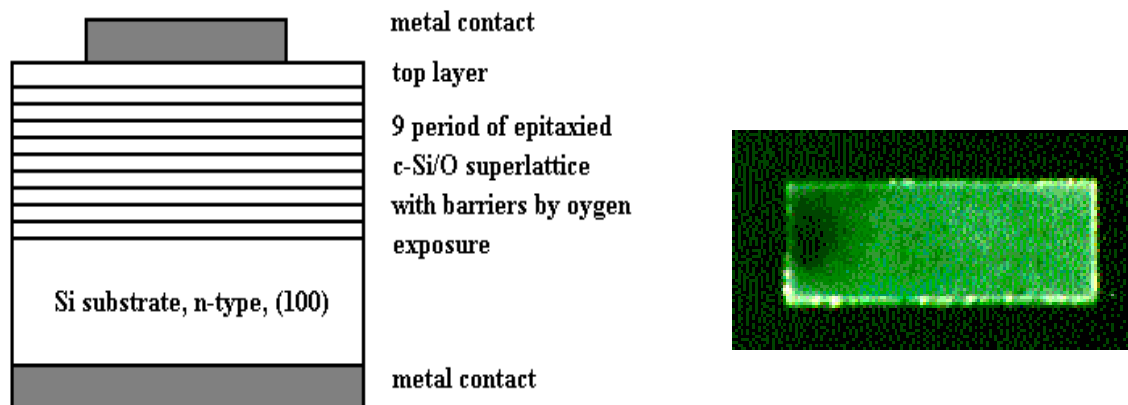 metal contact
top layer
9 period of epitaxied
c-Si/O superlattice
with barriers by oygen
exposure
Si substrate, n-type, (100)
metal contact